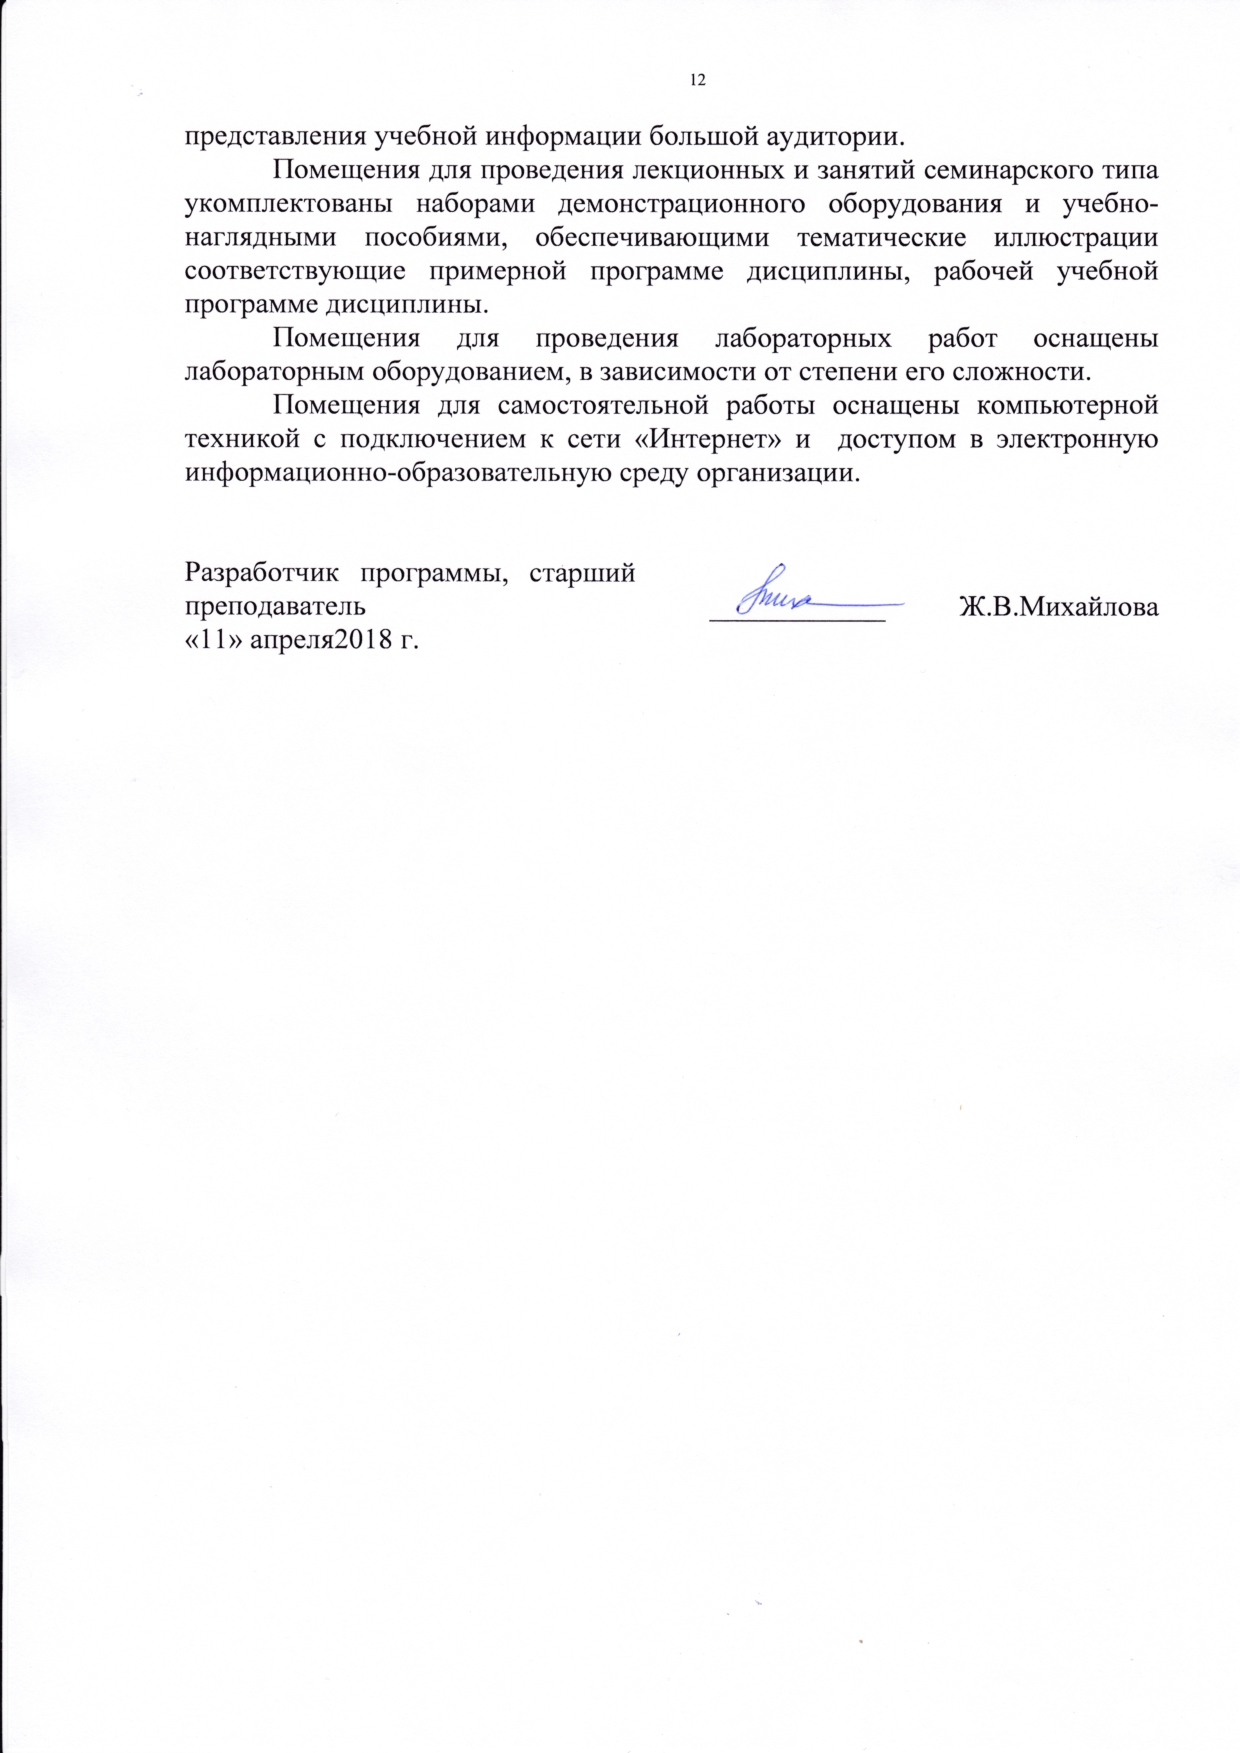 12
представления учебной информации большой аудитории.
Помещения для проведения лекционных и занятий семинарского типа
укомплектованы наборами демонстрационного оборудования и учебно-
наглядными пособиями, обеспечивающими тематические иллюстрации
соответствующие примерной программе дисциплины, рабочей учебной
программе дисциплины.
Помещения для проведения лабораторных работ оснащены
лабораторным оборудованием, в зависимости от степени его сложности.
Помещения для самостоятельной работы оснащены компьютерной
техникой с подключением к сети «Интернет» и  доступом в электронную
информационно-образовательную среду организации.
Разработчик программы, старший
преподаватель Ж.В.Михайлова
«11» апреля2018 г.